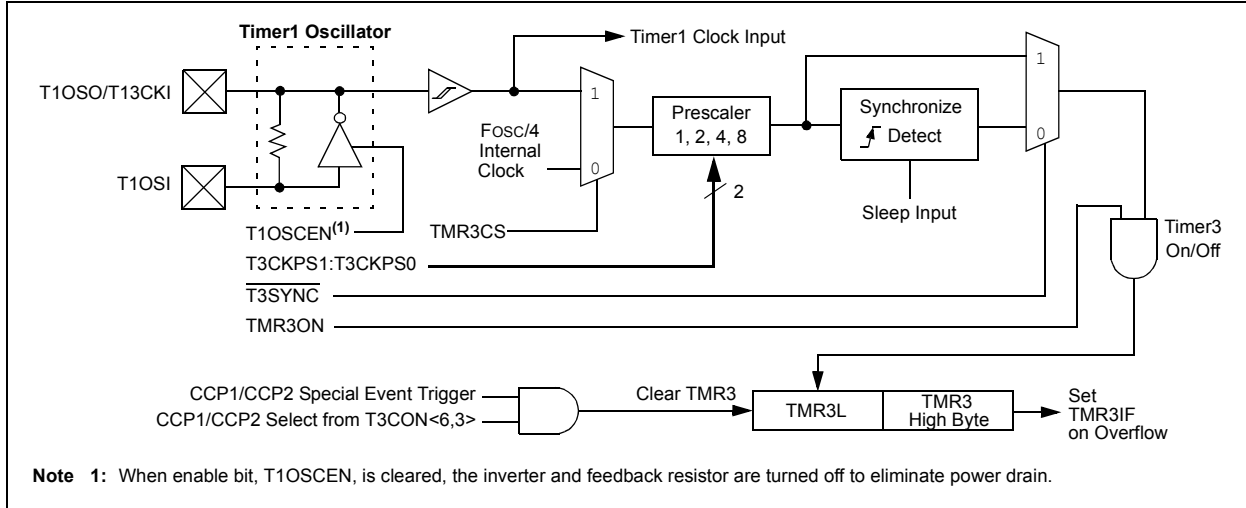 Timer1 Oscillator
Timer1 Clock Input
T1OSO/T13CKI
1
1
FOSC/4
Internal
Clock
0
Prescaler
1, 2, 4, 8
Synchronize
Detect
0
T1OSI
2
Sleep Input
T1OSCEN(1)
TMR3CS
Timer3
On/Off
T3CKPS1:T3CKPS0
T3SYNC
TMR3ON
CCP1/CCP2 Special Event Trigger
CCP1/CCP2 Select from T3CON<6,3>
Clear TMR3
TMR3L
TMR3
High Byte
Set
TMR3IF
on Overflow
Note 1: When enable bit, T1OSCEN, is cleared, the inverter and feedback resistor are turned off to eliminate power drain.